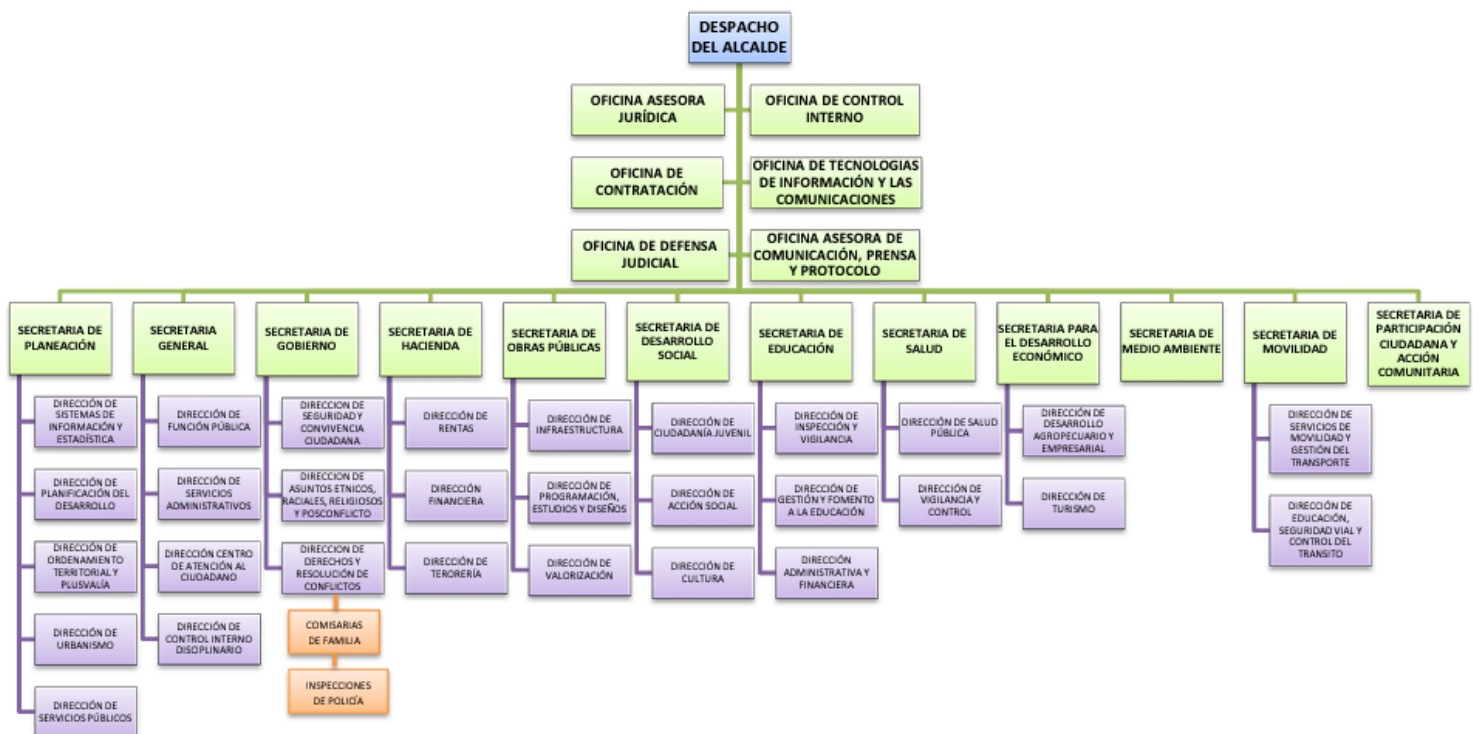 DESPACHO
DEL ALCALDE
OFICINA ASESORA
JURÍDICA
OFICINA DE CONTROL
INTERNO
OFICINA DE
CONTRATACIÓN
OFICINA DE TECNOLOGIAS
DE INFORMACIÓN Y LAS
COMUNICACIONES
OFICINA DE DEFENSA
JUDICIAL
OFICINA ASESORA DE
COMUNICACIÓN, PRENSA
Y PROTOCOLO
SECRETARIA DE
PLANEACIÓN
SECRETARIA
GENERAL
SECRETARIA DE
GOBIERNO
SECRETARIA DE
HACIENDA
SECRETARIA DE
OBRAS PÚBLICAS
SECRETARIA DE
DESARROLLO
SOCIAL
SECRETARIA DE
EDUCACIÓN
SECRETARIA DE
SALUD
SECRETARIA PARA
EL DESARROLLO
ECONÓMICO
SECRETARIA DE
MEDIO AMBIENTE
SECRETARIA DE
MOVILIDAD
SECRETARIA DE
PARTICIPACIÓN
CIUDADANA Y
ACCIÓN
COMUNITARIA
DIRECCIÓN DE
SISTEMAS DE
INFORMACIÓN Y
ESTADÍSTICA
DIRECCIÓN DE
PLANIFICACIÓN DEL
DESARROLLO
DIRECCIÓN DE
ORDENAMIENTO
TERRITORIAL Y
PLUSVALÍA
DIRECCIÓN DE
URBANISMO
DIRECCIÓN DE
SERVICIOS PÚBLICOS
DIRECCIÓN DE
FUNCIÓN PÚBLICA
DIRECCIÓN DE
SERVICIOS
ADMINISTRATIVOS
DIRECCIÓN CENTRO
DE ATENCIÓN AL
CIUDADANO
DIRECCIÓN DE
CONTROL INTERNO
DISCIPLINARIO
DIRECCION DE
SEGURIDAD Y
CONVIVENCIA
CIUDADANA
DIRECCION DE
ASUNTOS ETNICOS,
RACIALES, RELIGIOSOS
Y POSCONFLICTO
DIRECCION DE
DERECHOS Y
RESOLUCIÓN DE
CONFLICTOS
COMISARIAS
DE FAMILIA
INSPECCIONES
DE POLICÍA
DIRECCIÓN DE
RENTAS
DIRECCIÓN
FINANCIERA
DIRECCIÓN DE
TERORERÍA
DIRECCIÓN DE
INFRAESTRUCTURA
DIRECCIÓN DE
PROGRAMACIÓN,
ESTUDIOS Y DISEÑOS
DIRECCIÓN DE
VALORIZACIÓN
DIRECCIÓN DE
CIUDADANÍA JUVENIL
DIRECCIÓN DE
ACCIÓN SOCIAL
DIRECCIÓN DE
CULTURA
DIRECCIÓN DE
INSPECCIÓN Y
VIGILANCIA
DIRECCIÓN DE
GESTIÓN Y FOMENTO
A LA EDUCACIÓN
DIRECCIÓN
ADMINISTRATIVA Y
FINANCIERA
DIRECCIÓN DE SALUD
PÚBLICA
DIRECCIÓN DE
VIGILANCIA Y
CONTROL
DIRECCIÓN DE
DESARROLLO
AGROPECUARIO Y
EMPRESARIAL
DIRECCIÓN DE
TURISMO
DIRECCIÓN DE
SERVICIOS DE
MOVILIDAD Y
GESTIÓN DEL
TRANSPORTE
DIRECCIÓN DE
EDUCACIÓN,
SEGURIDAD VIAL Y
CONTROL DEL
TRANSITO